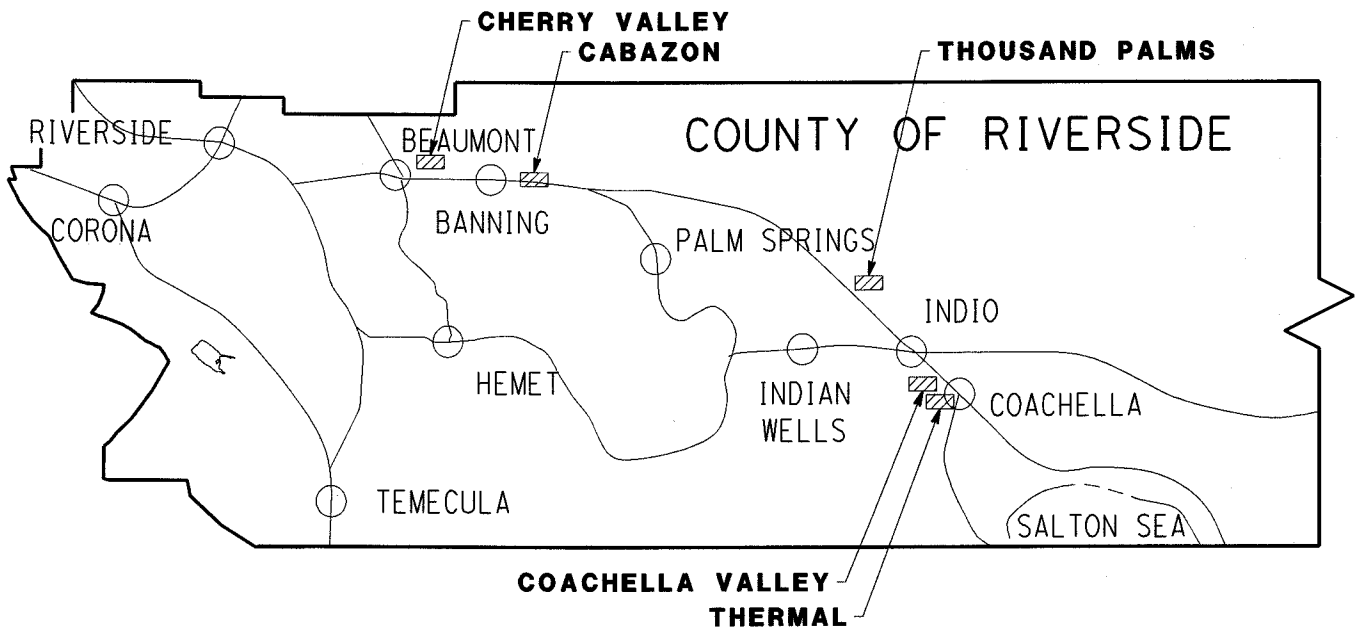 CHERRY VALLEY
CABAZON
THOUSAND PALMS
RIVERSIDE
BEAUMONT
COUNTY OF RIVERSIDE
CORONA
BANNING
PALM SPRINGS
INDIO
HEMET
INDIAN
WELLS
COACHELLA
TEMECULA
SALTON SEA
COACHELLA VALLEY
THERMAL